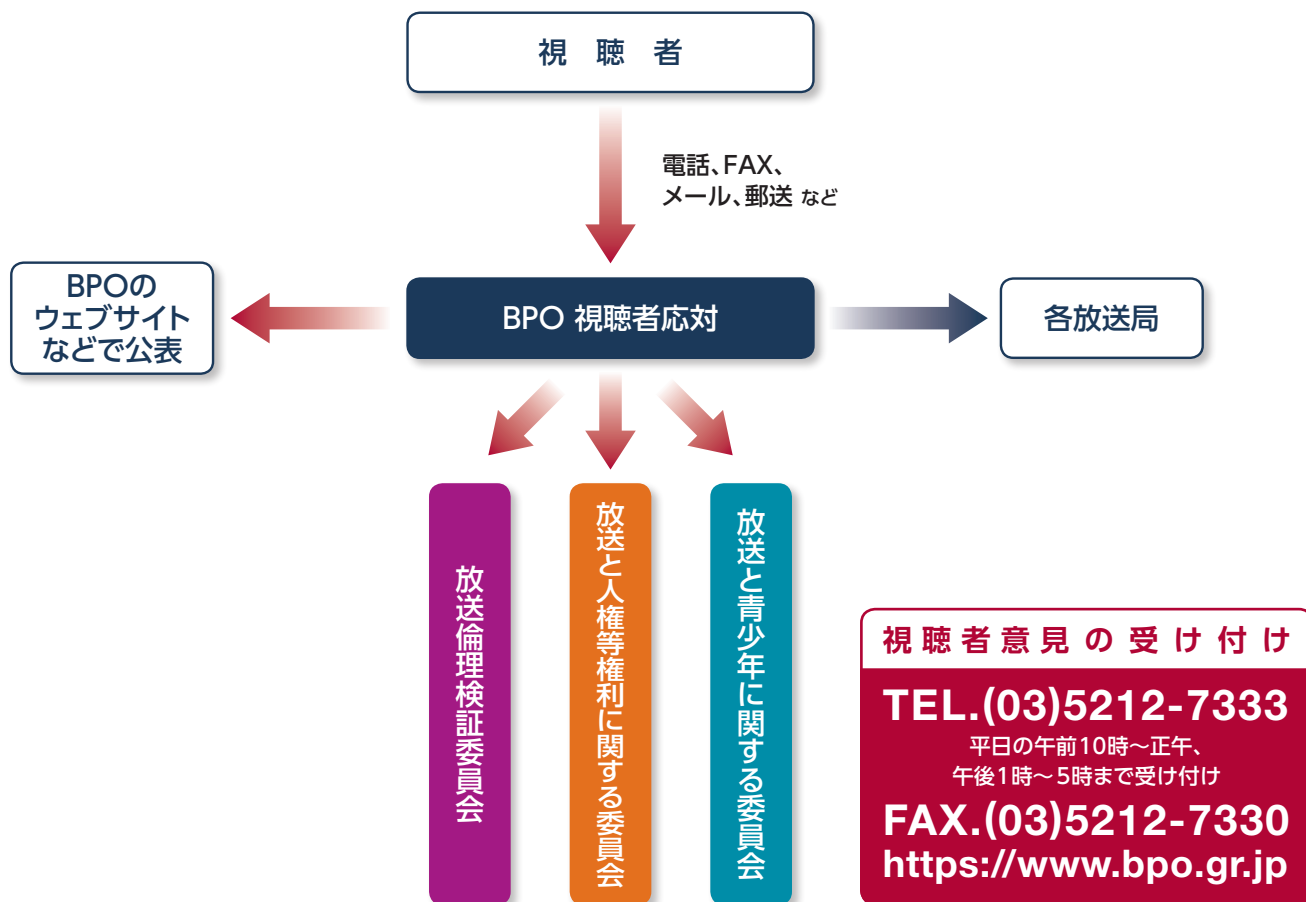 視聴者
電話、FAX、
メール、郵送 など
BPOの
ウェブサイト
などで公表
BPO 視聴者応対
各放送局
放送倫理検証委員会
放送と人権等権利に関する委員会
放送と青少年に関する委員会
視聴者意見の受け付け
TEL.(03)5212-7333
平日の午前10時〜正午、
午後1時〜5時まで受け付け
FAX.(03)5212-7330
https://www.bpo.gr.jp